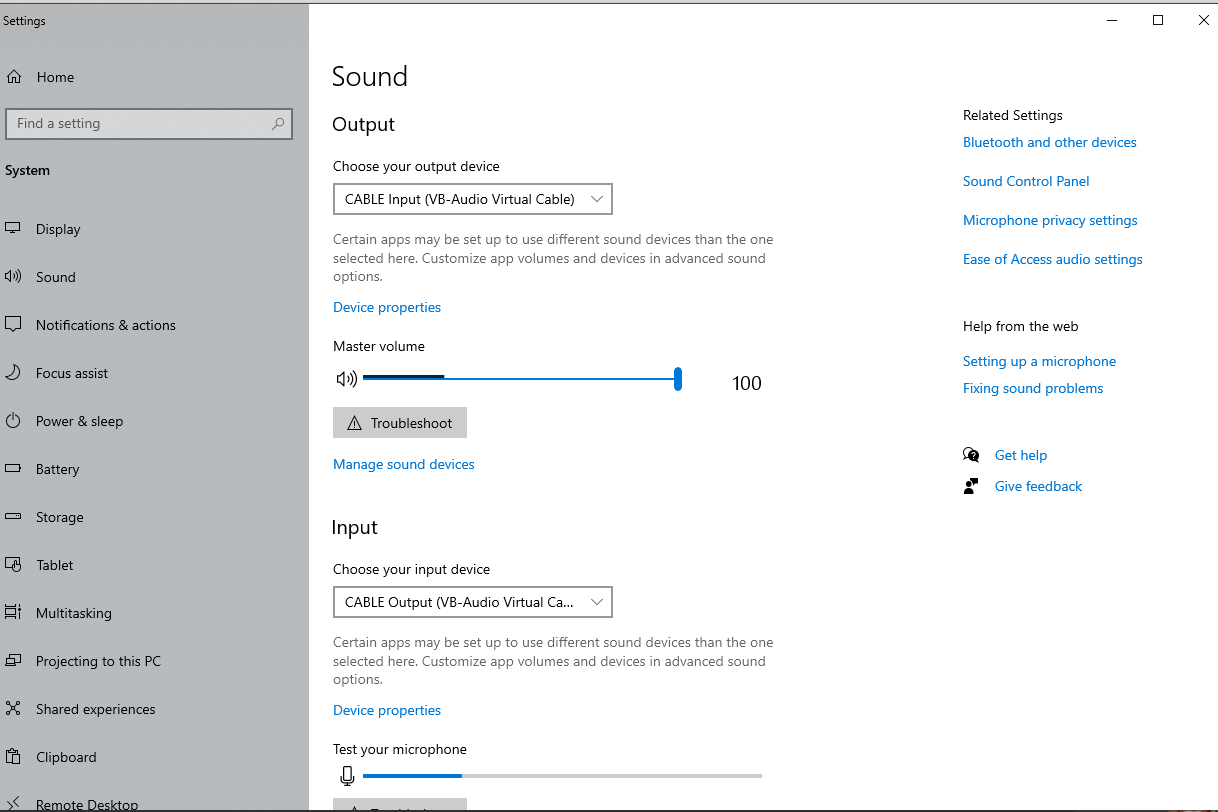 Settings
Home
Find a setting
System
Display
Sound
Notifications & actions
Focus assist
Power & sleep
Battery
Storage
Tablet
Multitasking
Projecting to this PC
Shared experiences
Clipboard
Remote Desktop
Sound
Output
Choose your output device
CABLE Input (VB-Audio Virtual Cable)
Certain apps may be set up to use different sound devices than the one
selected here. Customize app volumes and devices in advanced sound
options.
Device properties
Master volume
100
Troubleshoot
Manage sound devices
Input
Choose your input device
CABLE Output (VB-Audio Virtual Ca...
Certain apps may be set up to use different sound devices than the one
selected here. Customize app volumes and devices in advanced sound
options.
Device properties
Test your microphone
Related Settings
Bluetooth and other devices
Sound Control Panel
Microphone privacy settings
Ease of Access audio settings
Help from the web
Setting up a microphone
Fixing sound problems
Get help
Give feedback